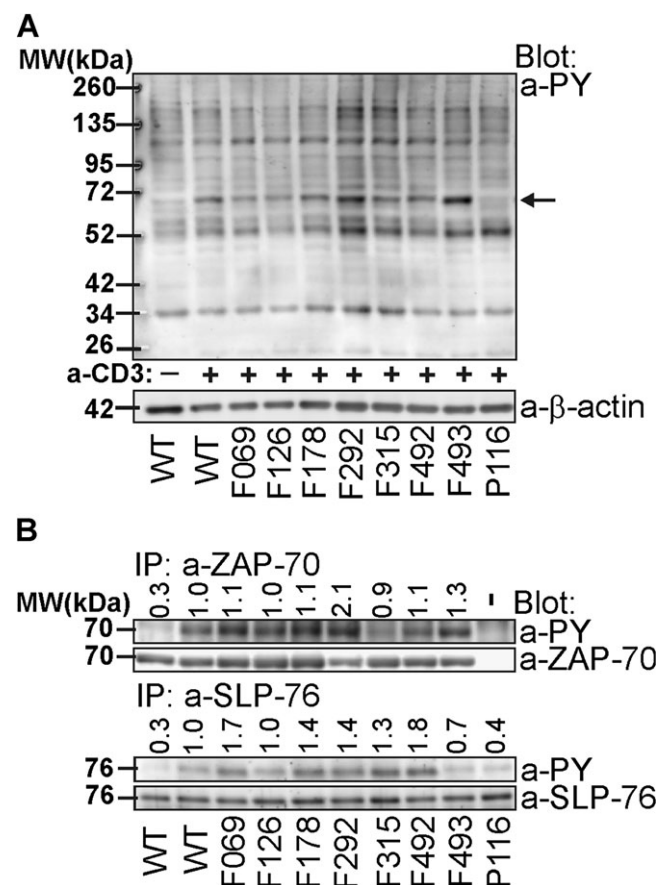 A
MW(kDa) Blot:
a-PY
260
135
95
72
52
42
34
26
a-CD3: – + + + + + + + + +
42 a-β-actin
WT WT F069 F126 F178 F292 F315 F492 F493 P116
B
IP: a-ZAP-70
MW(kDa) 0.3 1.0 1.1 1.0 1.1 2.1 0.9 1.1 1.3 - Blot:
70 a-PY
70 a-ZAP-70
IP: a-SLP-76
0.3 1.0 1.7 1.0 1.4 1.4 1.3 1.8 0.7 0.4
76 a-PY
76 a-SLP-76
WT WT F069 F126 F178 F292 F315 F492 F493 P116